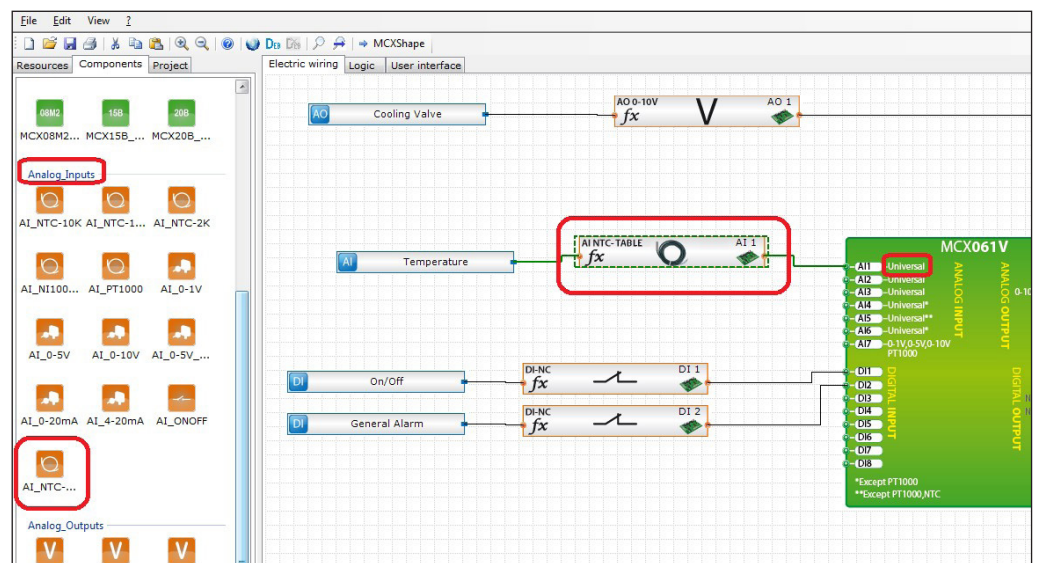 File Edit View ?
MCXShape
Resources Components Project
Electric wiring Logic User interface
08M2 15B 20B
MCX08M2... MCX15B_... MCX20B_...
Analog_Inputs
AI_NTC-10K AI_NTC-1... AI_NTC-2K
AI_NI100... AI_PT1000 AI_0-1V
AI_0-5V AI_0-10V AI_0-5V_...
AI_0-20mA AI_4-20mA AI_ONOFF
AI_NTC-...
Analog_Outputs
V V V
AO Cooling Valve
AO 0-10V V AO 1
fx
AI Temperature
AI NTC-TABLE AI 1
fx
DI On/Off
DI-NC DI 1
fx
DI General Alarm
DI-NC DI 2
fx
MCX061V
AI1 -Universal
AI2 -Universal
AI3 -Universal
AI4 -Universal*
AI5 -Universal**
AI6 -Universal*
AI7 -0-1V,0-5V,0-10V
PT1000
ANALOG INPUT
ANALOG OUTPUT
0-10
DI1
DI2
DI3
DI4
DI5
DI6
DI7
DI8
DIGITAL INPUT
DIGITAL OUTPUT
*Except PT1000
**Except PT1000,NTC